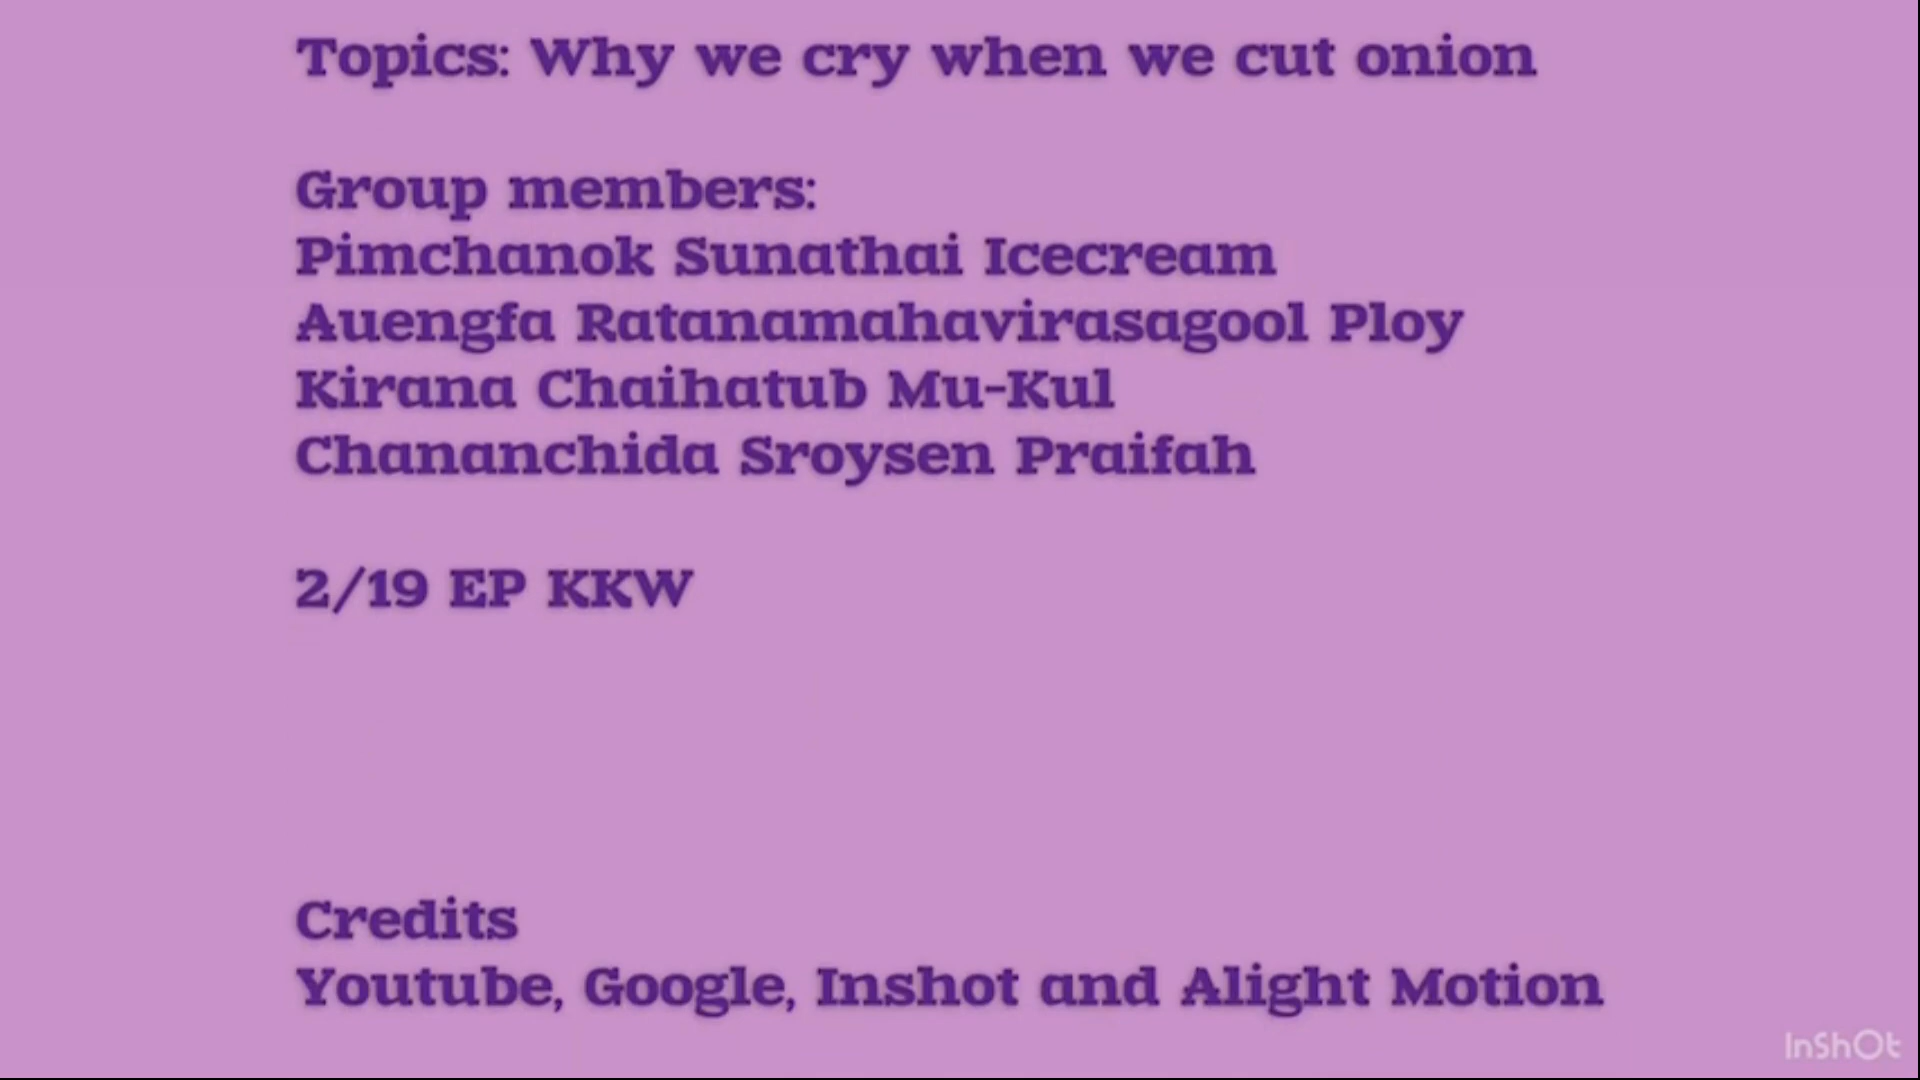 Topics: Why we cry when we cut onion
Group members:
Pimchanok Sunathai Icecream
Auengfa Ratanamahavirasagool Ploy
Kirana Chaihatub Mu-Kul
Chananchida Sroysen Praifah
2/19 EP KKW
Credits
Youtube, Google, Inshot and Alight Motion
InShOt